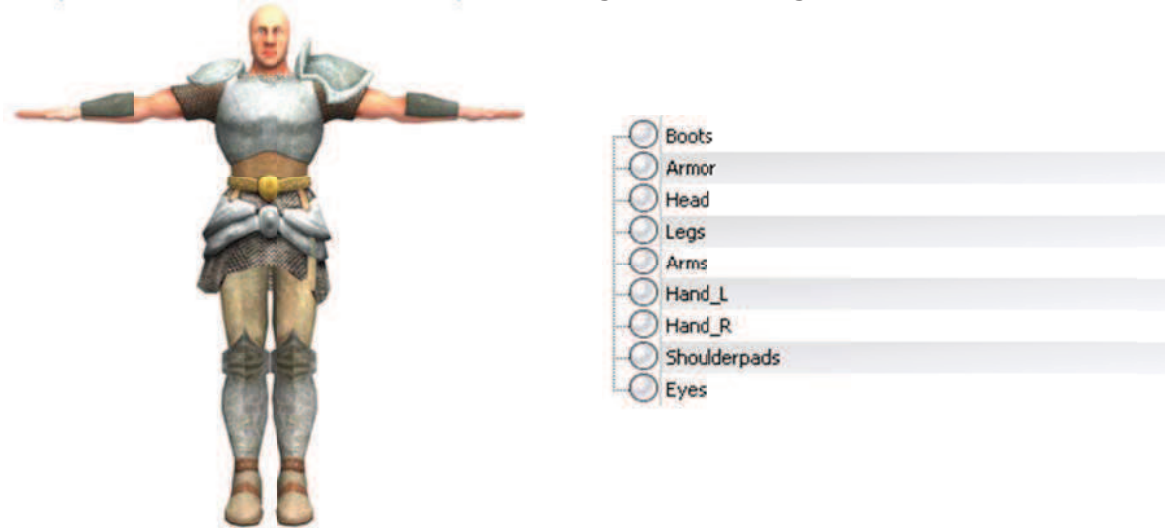 Boots
Armor
Head
Legs
Arms
Hand_L
Hand_R
Shoulderpads
Eyes